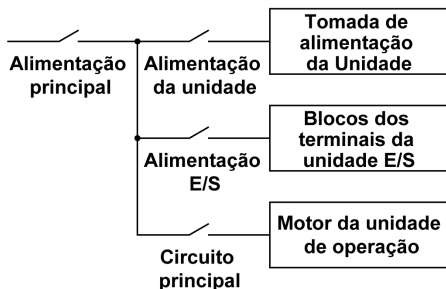 Alimentação
principal
Alimentação
da unidade
Tomada de
alimentação
da Unidade
Alimentação
E/S
Blocos dos
terminais da
unidade E/S
Circuito
principal
Motor da unidade
de operação